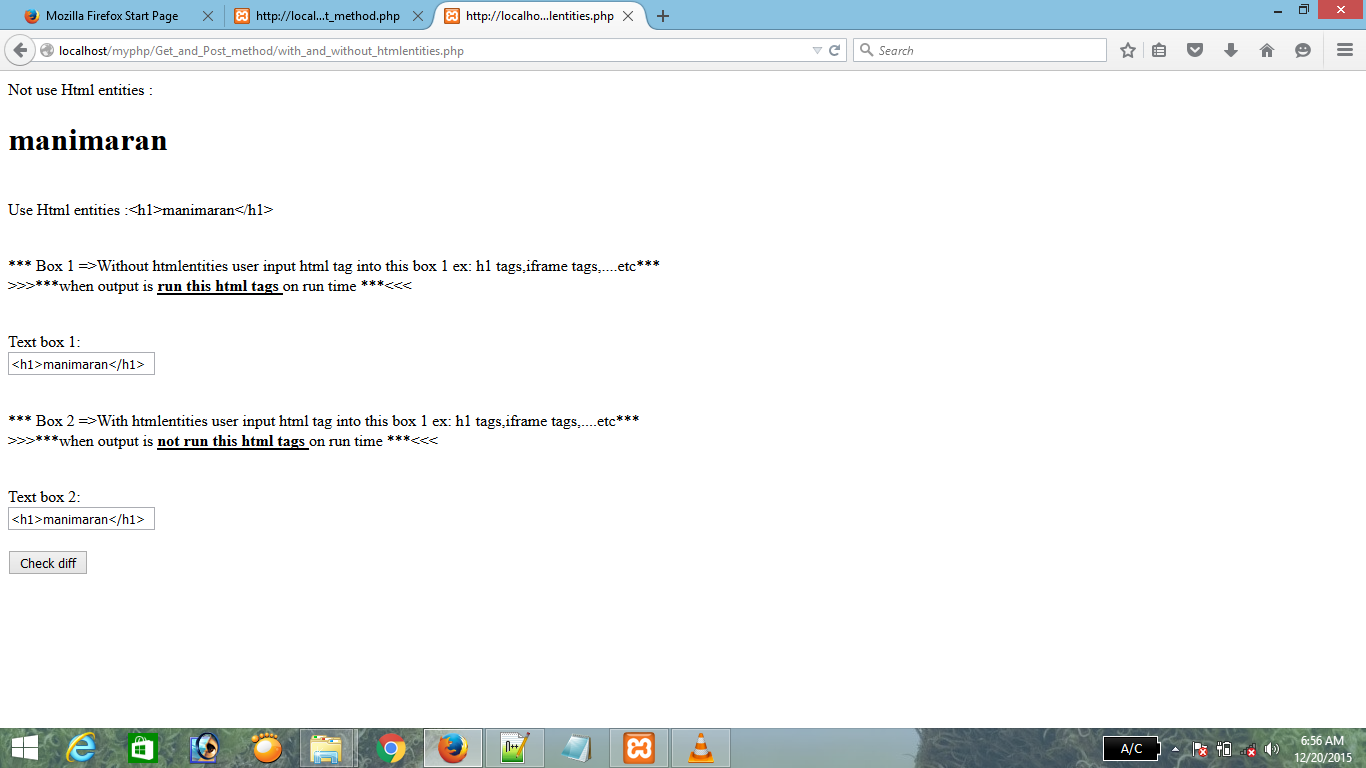 Mozilla Firefox Start Page
http://local...t_method.php
http://localho...lentities.php
localhost/myphp/Get_and_Post_method/with_and_without_htmlentities.php
Search
Not use Html entities :
manimaran
Use Html entities :<h1>manimaran</h1>
*** Box 1 =>Without htmlentities user input html tag into this box 1 ex: h1 tags,iframe tags,....etc***
>>>***when output is run this html tags on run time ***<<<
Text box 1:
<h1>manimaran</h1>
*** Box 2 =>With htmlentities user input html tag into this box 1 ex: h1 tags,iframe tags,....etc***
>>>***when output is not run this html tags on run time ***<<<
Text box 2:
<h1>manimaran</h1>
Check diff
A/C
6:56 AM
12/20/2015